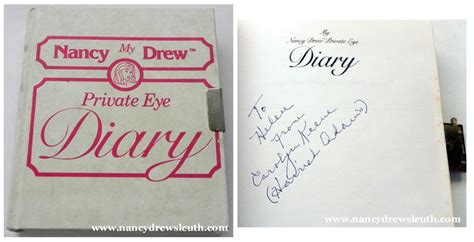 My
Nancy Drew™
Private Eye
Diary
www.nancydrewsleuth.com
My
Nancy Drew Private Eye
Diary
To
Helen
from
Carolyn Keene
(Harriet Adams)
www.nancydrewsleuth.com